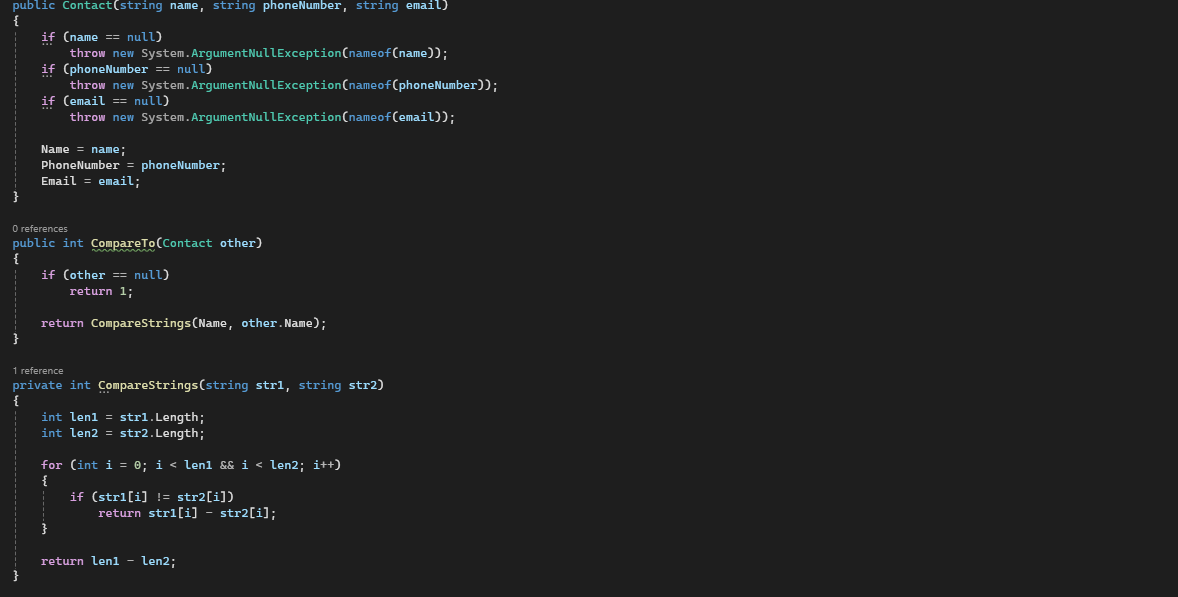 public Contact(string name, string phoneNumber, string email)
{
    if (name == null)
        throw new System.ArgumentNullException(nameof(name));
    if (phoneNumber == null)
        throw new System.ArgumentNullException(nameof(phoneNumber));
    if (email == null)
        throw new System.ArgumentNullException(nameof(email));

    Name = name;
    PhoneNumber = phoneNumber;
    Email = email;
}

0 references
public int CompareTo(Contact other)
{
    if (other == null)
        return 1;

    return CompareStrings(Name, other.Name);
}

1 reference
private int CompareStrings(string str1, string str2)
{
    int len1 = str1.Length;
    int len2 = str2.Length;

    for (int i = 0; i < len1 && i < len2; i++)
    {
        if (str1[i] != str2[i])
            return str1[i] - str2[i];
    }

    return len1 - len2;
}